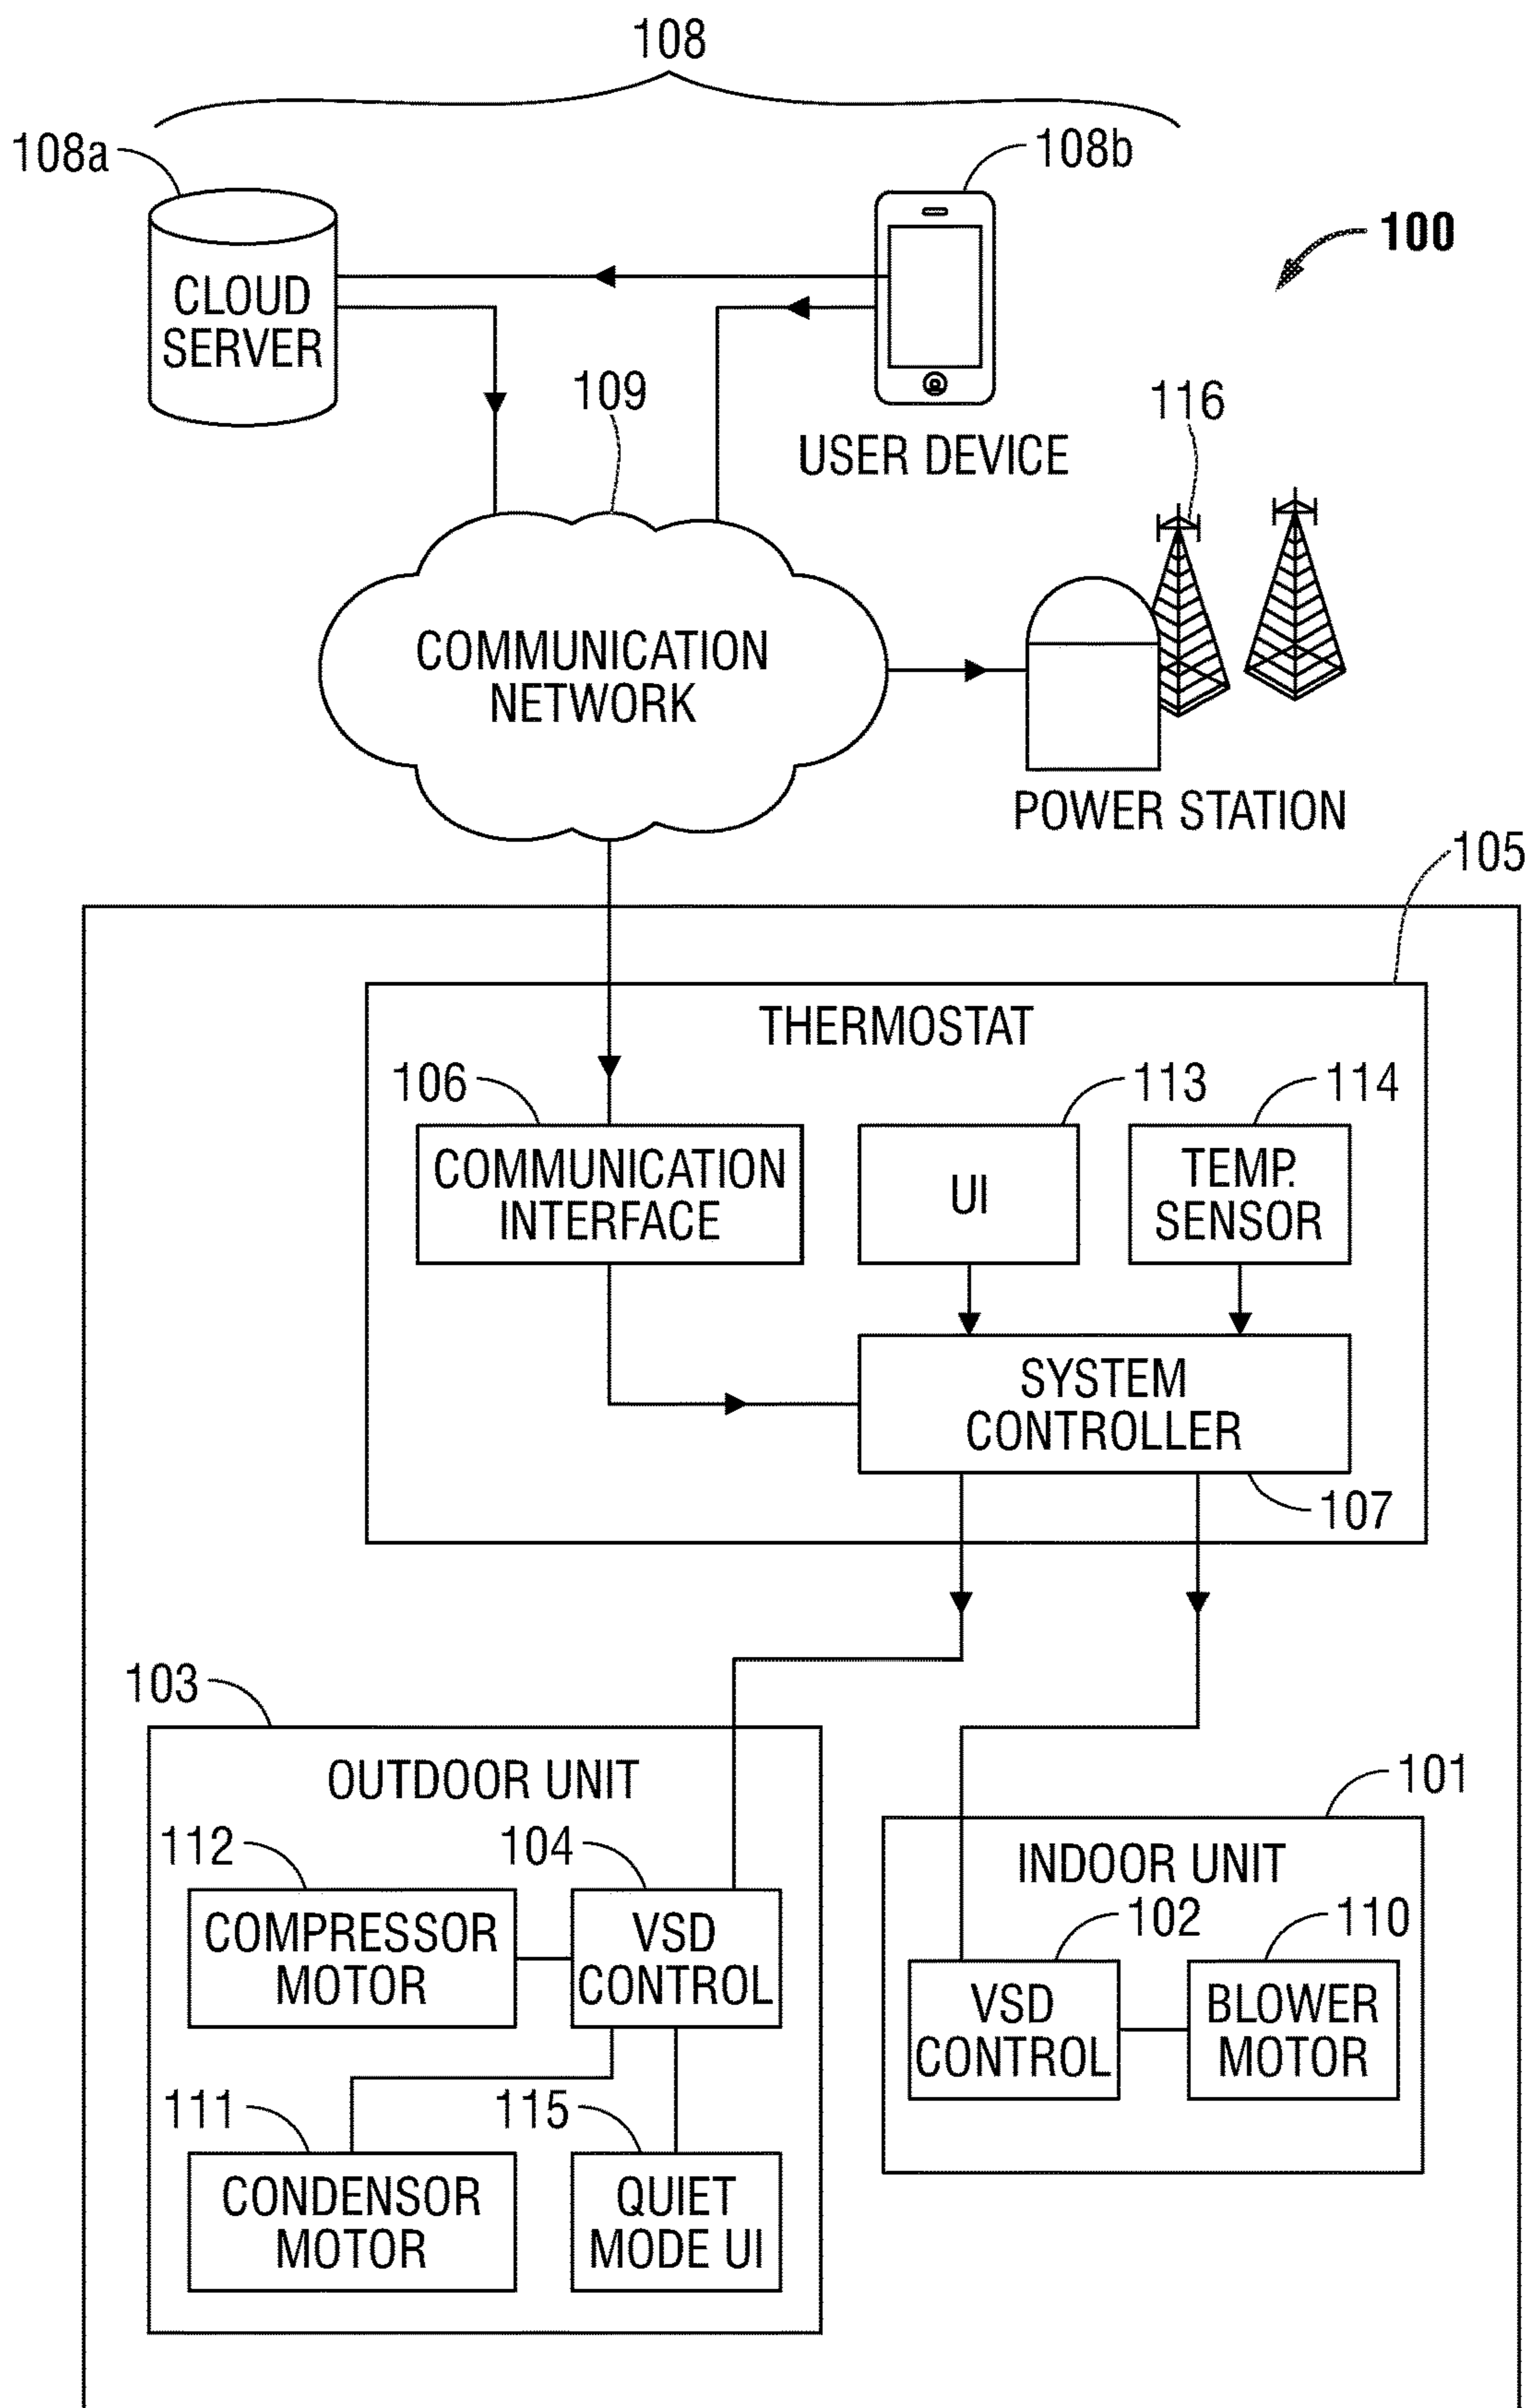 108
108a
108b
100
CLOUD
SERVER
109
USER DEVICE
116
COMMUNICATION
NETWORK
POWER STATION
105
THERMOSTAT
106
113
114
COMMUNICATION
INTERFACE
UI
TEMP.
SENSOR
SYSTEM
CONTROLLER
107
103
OUTDOOR UNIT
101
112
104
INDOOR UNIT
COMPRESSOR
MOTOR
VSD
CONTROL
102
110
VSD
CONTROL
BLOWER
MOTOR
111
115
CONDENSOR
MOTOR
QUIET
MODE UI